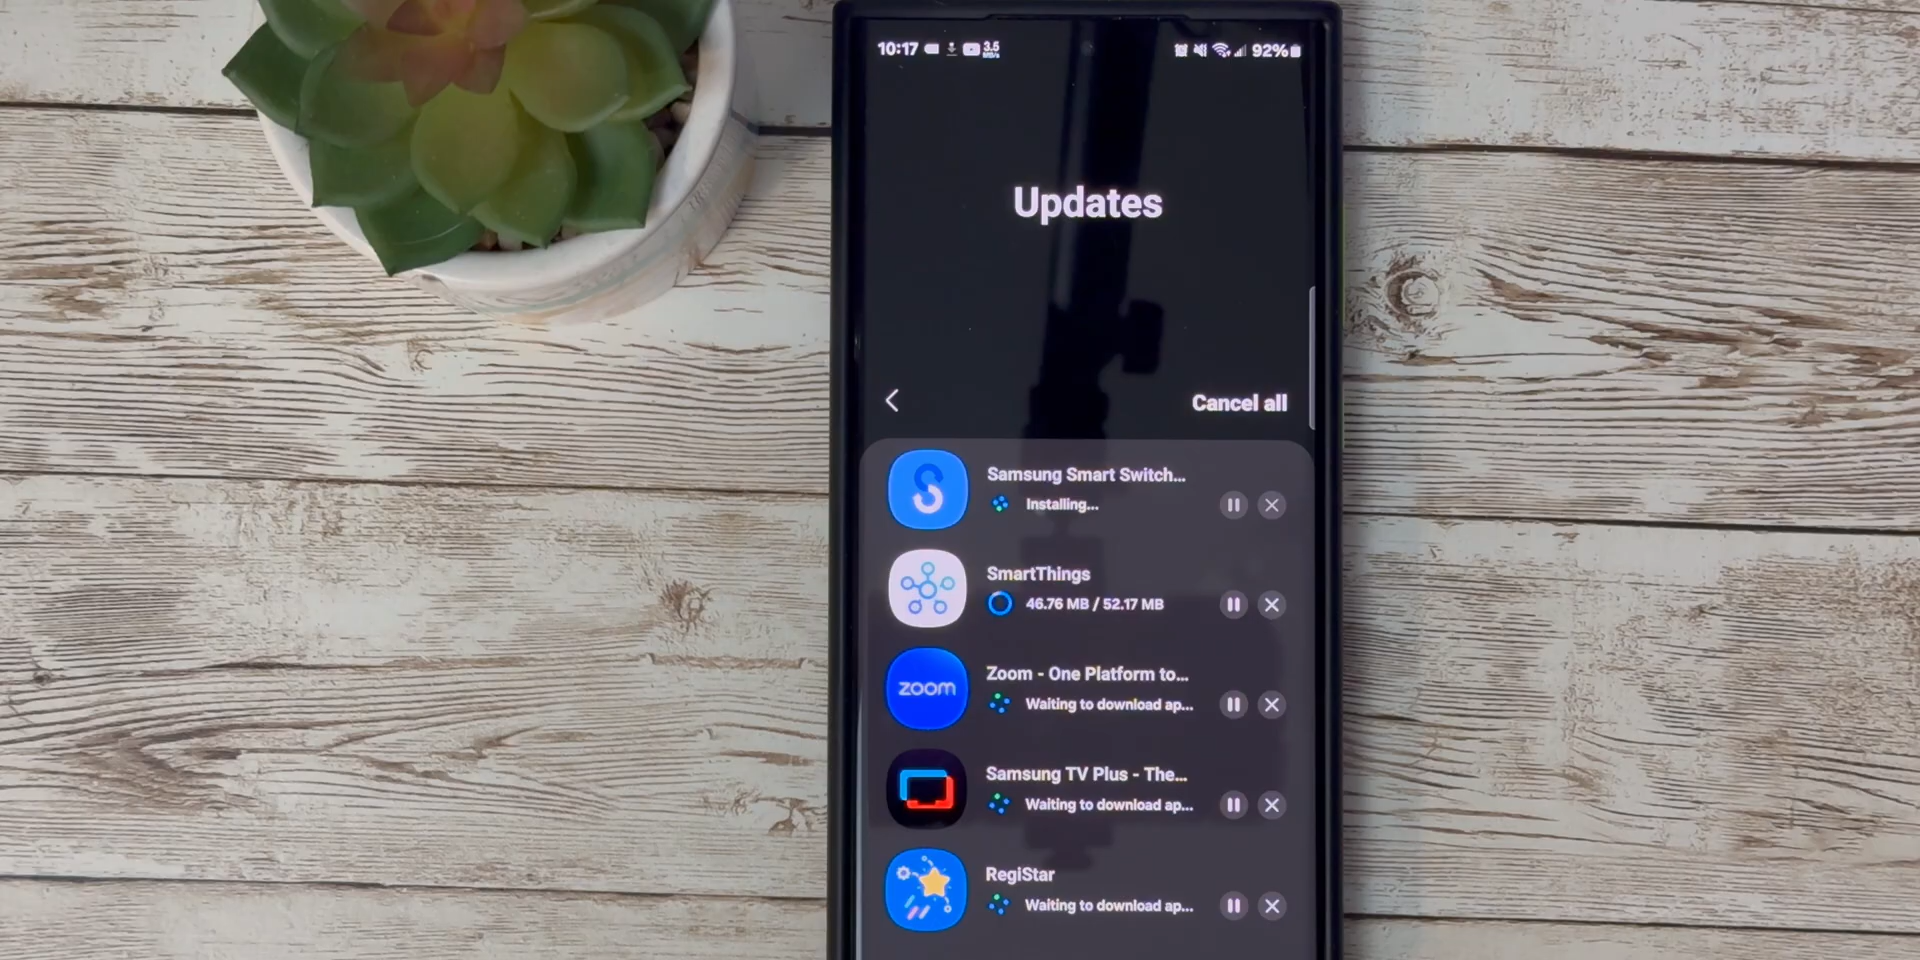 10:17 3.5 92%
Updates
Cancel all
Samsung Smart Switch...
Installing...
SmartThings
46.76 MB / 52.17 MB
zoom
Zoom - One Platform to...
Waiting to download ap...
Samsung TV Plus - The...
Waiting to download ap...
RegiStar
Waiting to download ap...